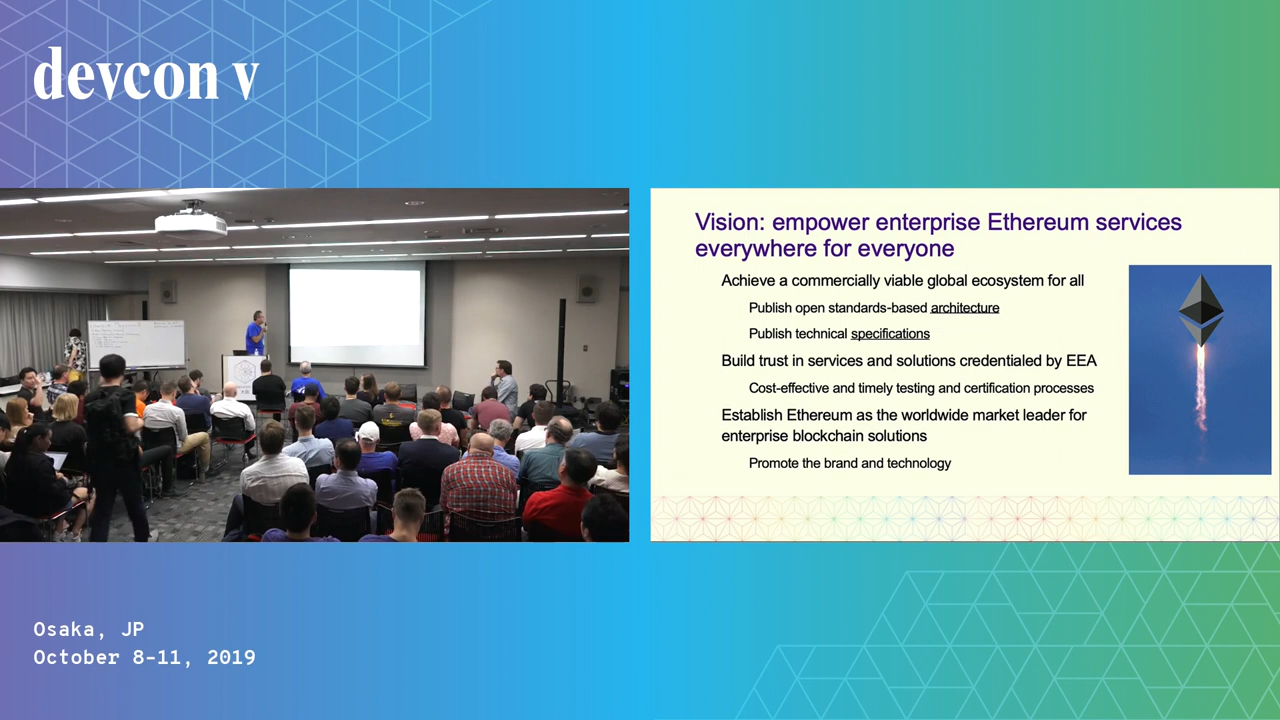 devcon v
Vision: empower enterprise Ethereum services
everywhere for everyone
Achieve a commercially viable global ecosystem for all
Publish open standards-based architecture
Publish technical specifications
Build trust in services and solutions credentialed by EEA
Cost-effective and timely testing and certification processes
Establish Ethereum as the worldwide market leader for
enterprise blockchain solutions
Promote the brand and technology
Osaka, JP
October 8-11, 2019